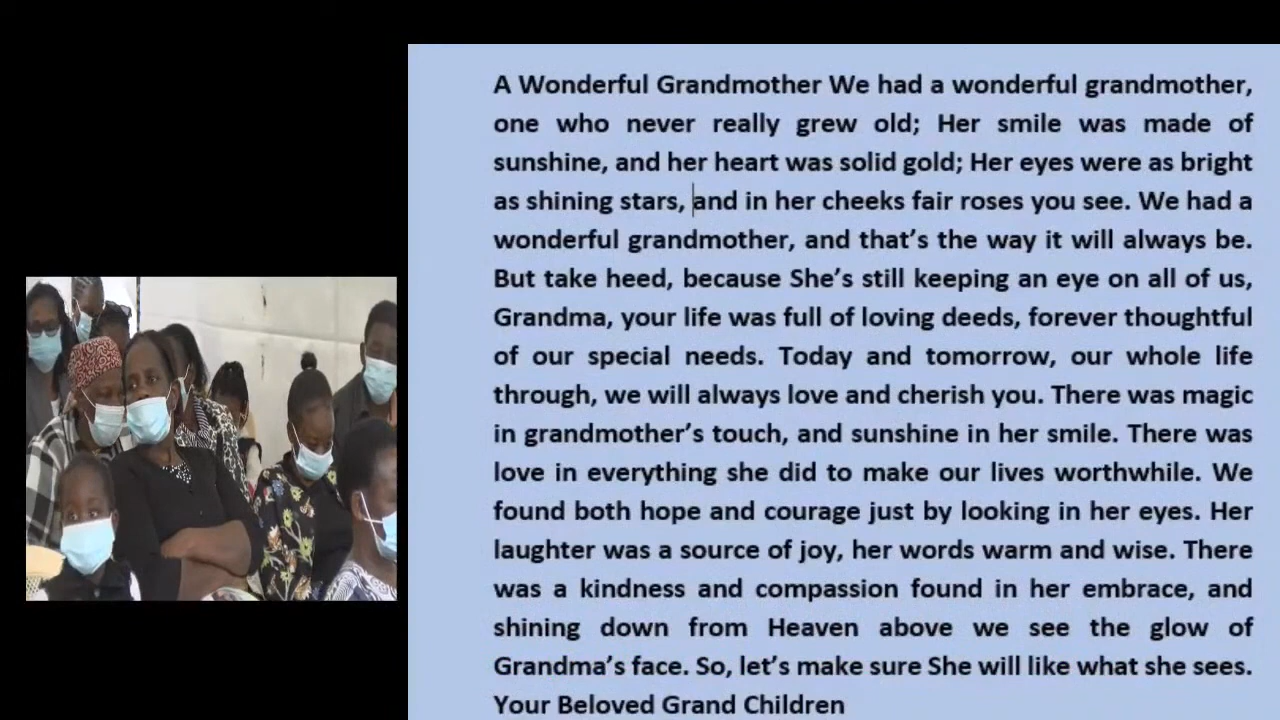 A Wonderful Grandmother We had a wonderful grandmother,
one who never really grew old; Her smile was made of
sunshine, and her heart was solid gold; Her eyes were as bright
as shining stars, and in her cheeks fair roses you see. We had a
wonderful grandmother, and that’s the way it will always be.
But take heed, because She’s still keeping an eye on all of us,
Grandma, your life was full of loving deeds, forever thoughtful
of our special needs. Today and tomorrow, our whole life
through, we will always love and cherish you. There was magic
in grandmother’s touch, and sunshine in her smile. There was
love in everything she did to make our lives worthwhile. We
found both hope and courage just by looking in her eyes. Her
laughter was a source of joy, her words warm and wise. There
was a kindness and compassion found in her embrace, and
shining down from Heaven above we see the glow of
Grandma’s face. So, let’s make sure She will like what she sees.
Your Beloved Grand Children